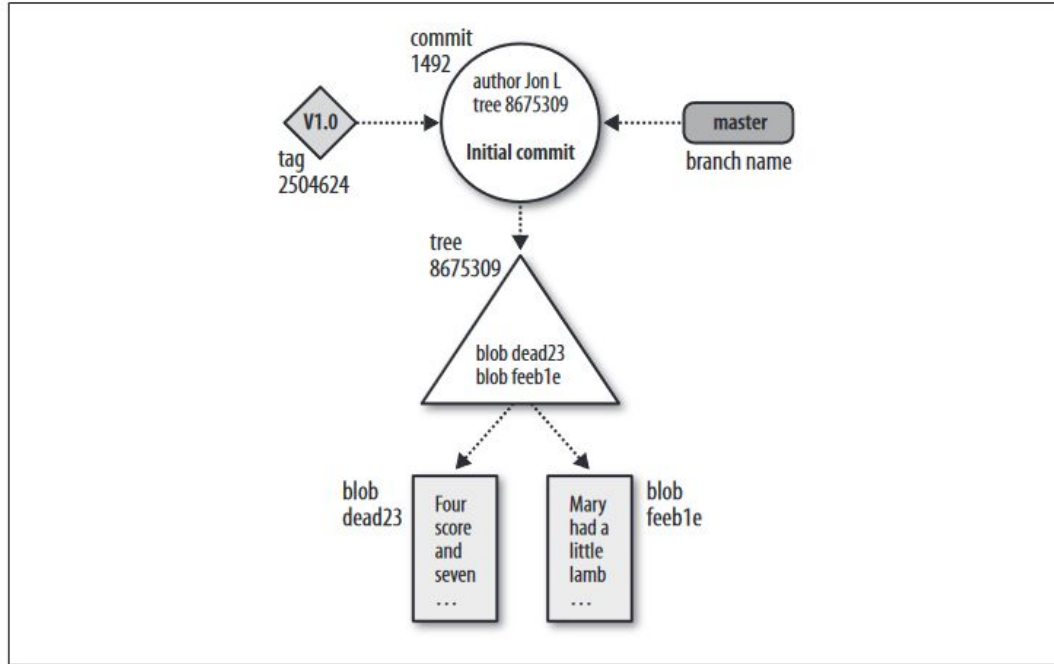 commit
1492
author Jon L
tree 8675309
Initial commit
V1.0
tag
2504624
master
branch name
tree
8675309
blob dead23
blob feeb1e
blob
dead23
Four
score
and
seven
...
Mary
had a
little
lamb
...
blob
feeb1e